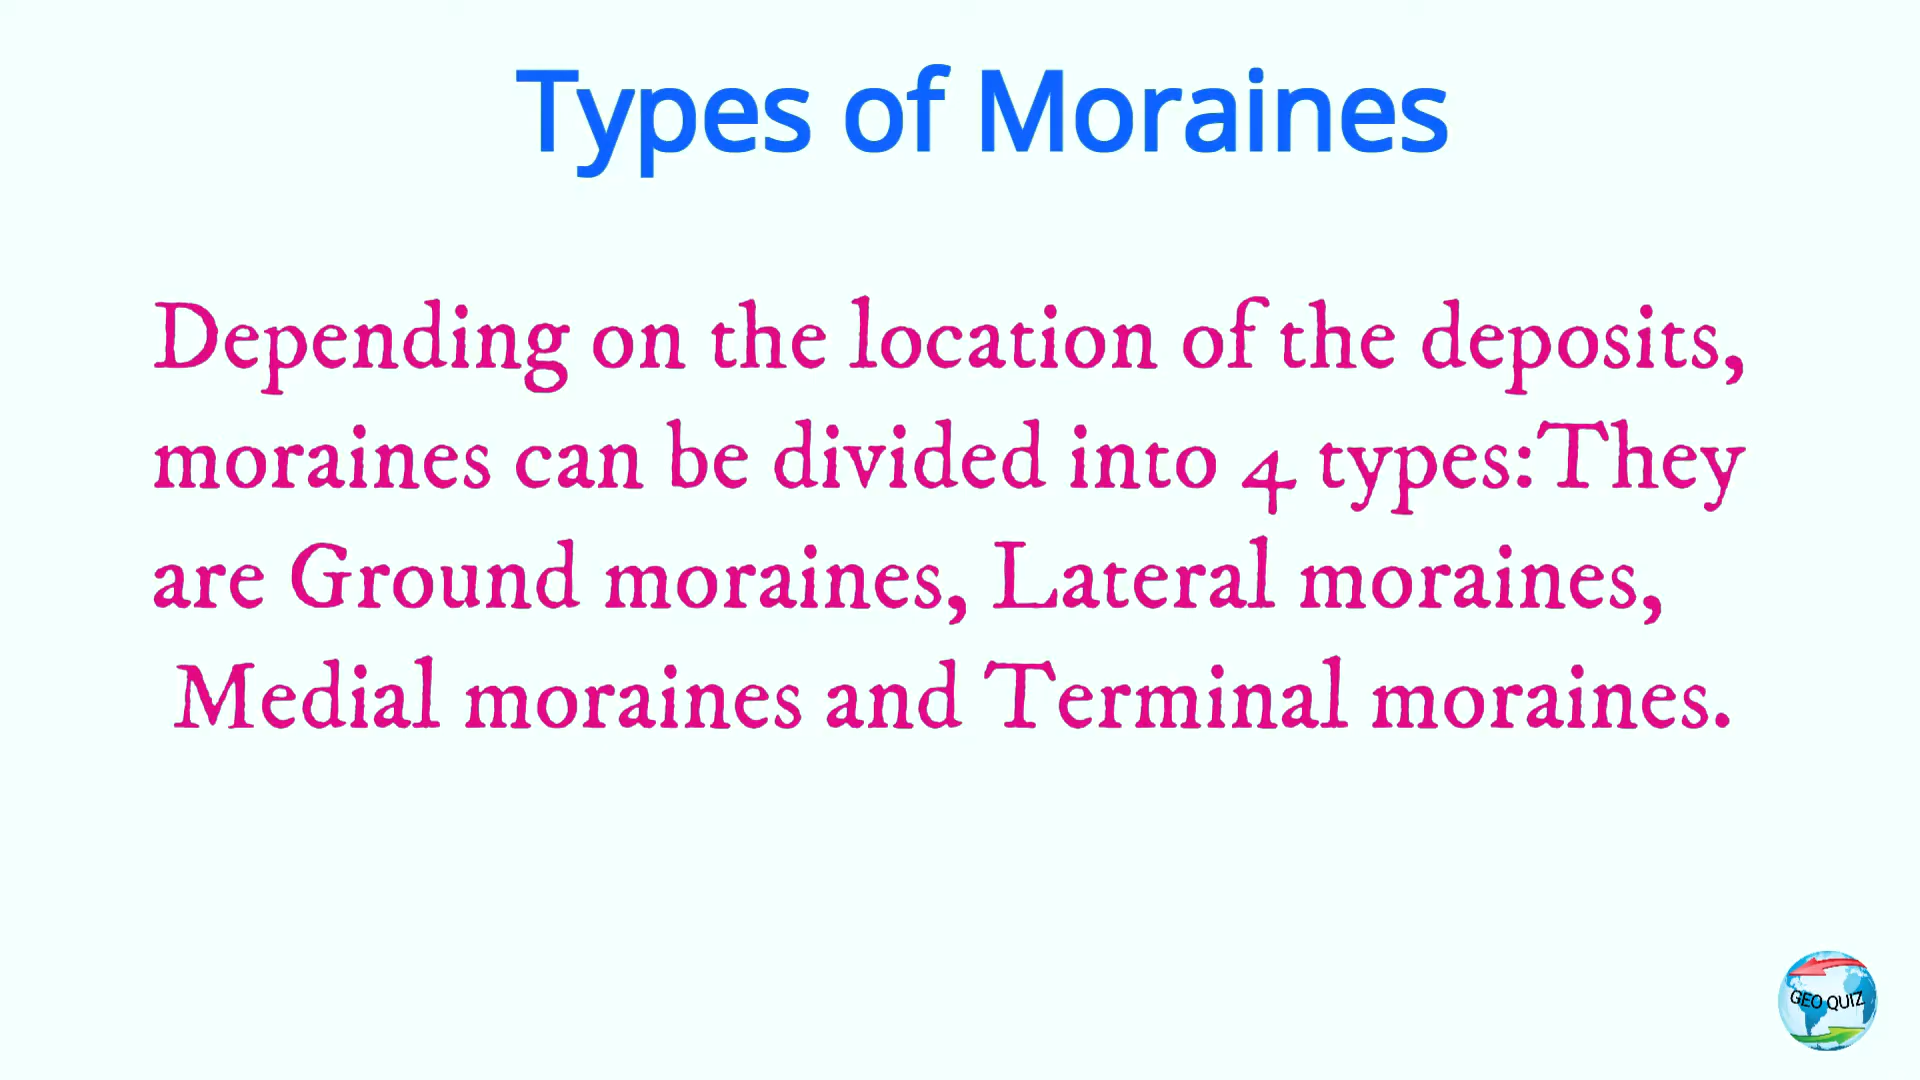 Types of Moraines
Depending on the location of the deposits,
moraines can be divided into 4 types:They
are Ground moraines, Lateral moraines,
Medial moraines and Terminal moraines.
GEO QUIZ